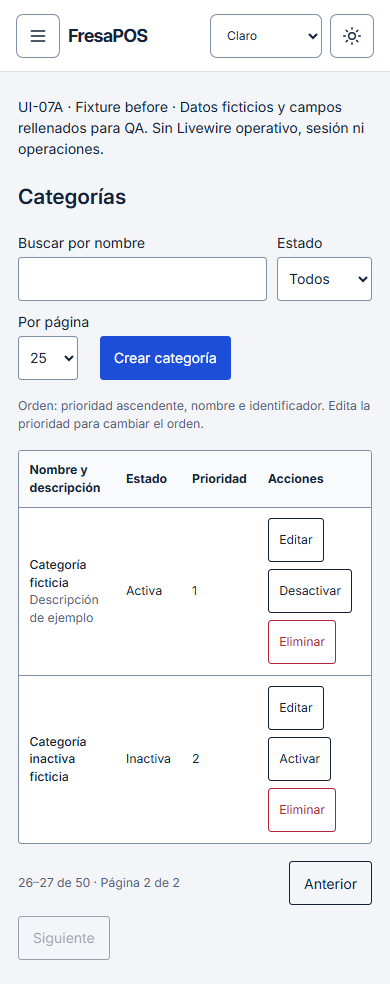 FresaPOS
Claro
UI-07A · Fixture before · Datos ficticios y campos
rellenados para QA. Sin Livewire operativo, sesión ni
operaciones.
Categorías
Buscar por nombre
Estado
Todos
Por página
25
Crear categoría
Orden: prioridad ascendente, nombre e identificador. Edita la
prioridad para cambiar el orden.
Nombre y
descripción
Estado
Prioridad
Acciones
Categoría
ficticia
Descripción
de ejemplo
Activa
1
Editar
Desactivar
Eliminar
Categoría
inactiva
ficticia
Inactiva
2
Editar
Activar
Eliminar
26–27 de 50 · Página 2 de 2
Anterior
Siguiente